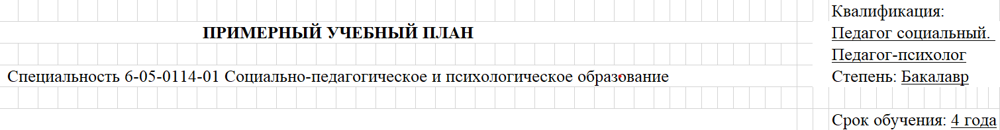 Квалификация:
ПРИМЕРНЫЙ УЧЕБНЫЙ ПЛАН
Педагог социальный.
Педагог-психолог
Специальность 6-05-0114-01 Социально-педагогическое и психологическое образование
Степень: Бакалавр
Срок обучения: 4 года